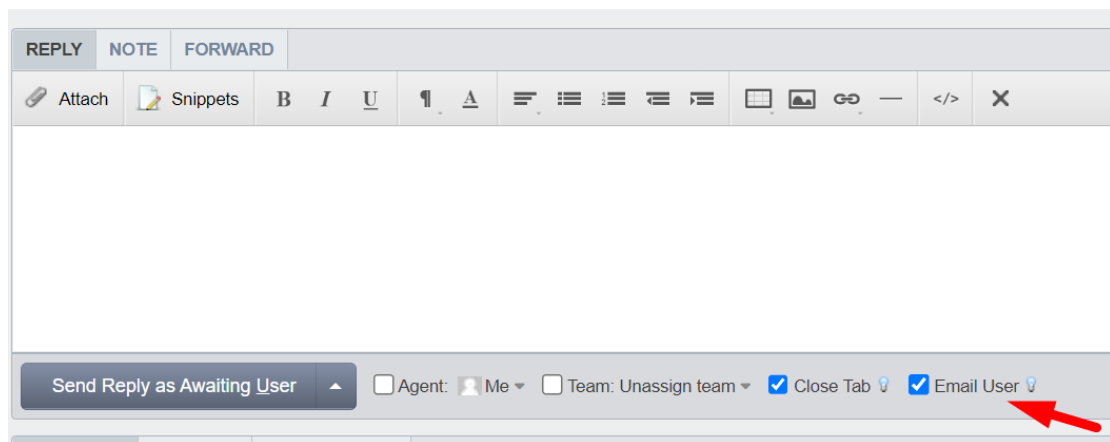 REPLY NOTE FORWARD
Attach Snippets B I U ¶ A </>
Send Reply as Awaiting User Agent: Me Team: Unassign team Close Tab Email User